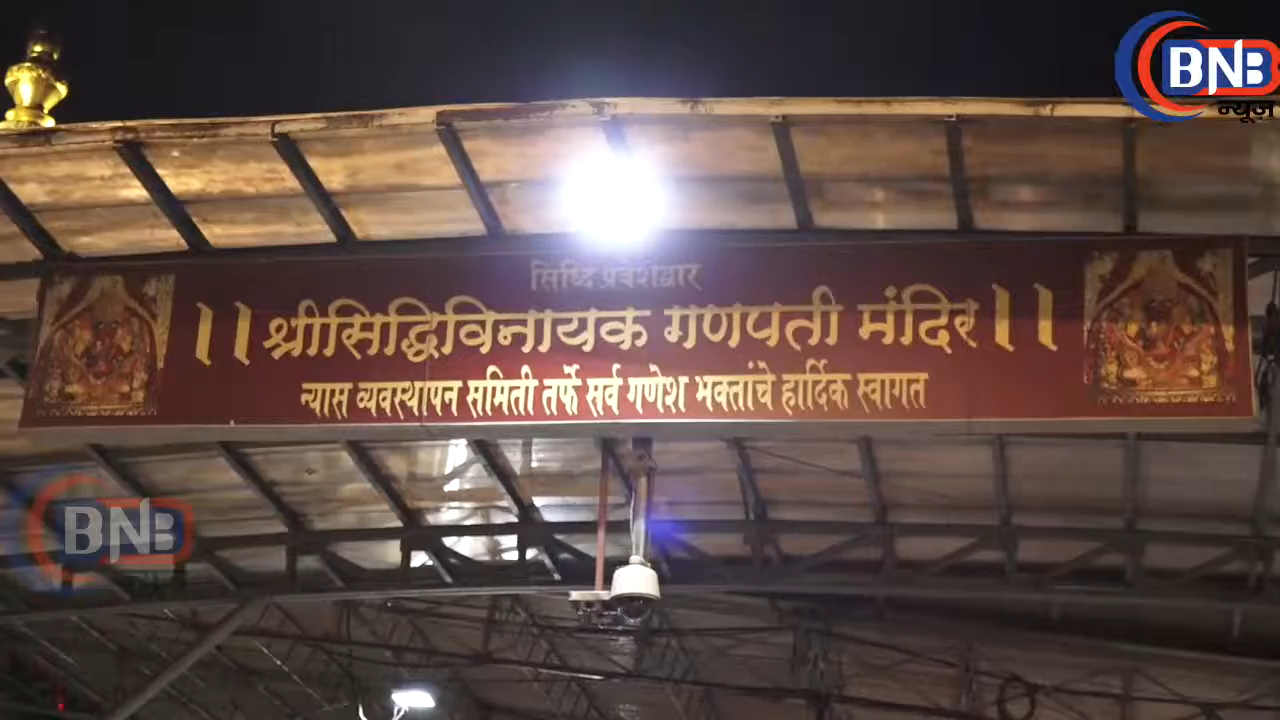 BNB
न्यूज़
सिध्दि प्रवेशद्वार
।।श्रीसिद्धिविनायक गणपती मंदिर।।
न्यास व्यवस्थापन समिती तर्फे सर्व गणेश भक्तांचे हार्दिक स्वागत
BNB